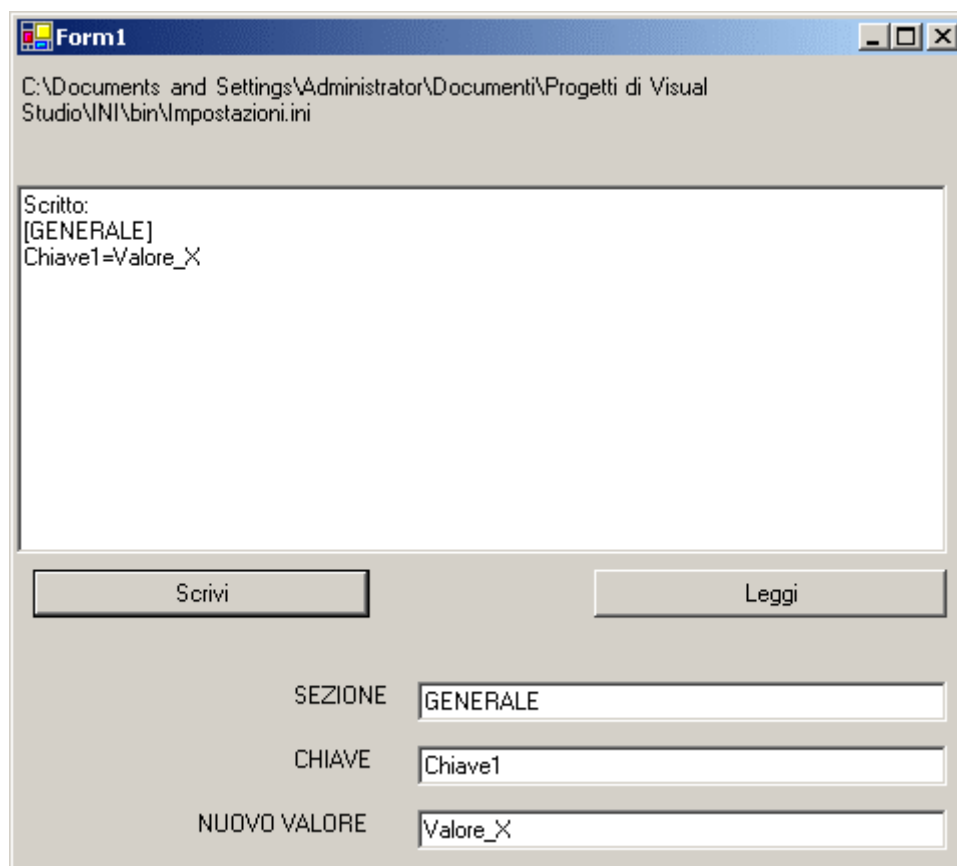 Form1
C:\Documents and Settings\Administrator\Documenti\Progetti di Visual
Studio\INI\bin\Impostazioni.ini
Scritto:
[GENERALE]
Chiave1=Valore_X
Scrivi
Leggi
SEZIONE
GENERALE
CHIAVE
Chiave1
NUOVO VALORE
Valore_X